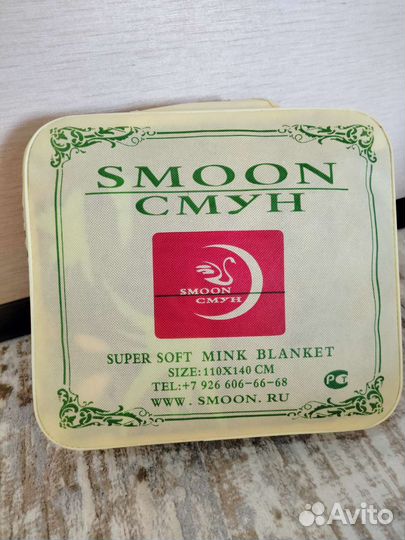 SMOON
СМУН
SMOON
СМУН
SUPER SOFT MINK BLANKET
SIZE:110X140 CM
TEL:+7 926 606-66-68
WWW. SMOON. RU
РСТ
Avito